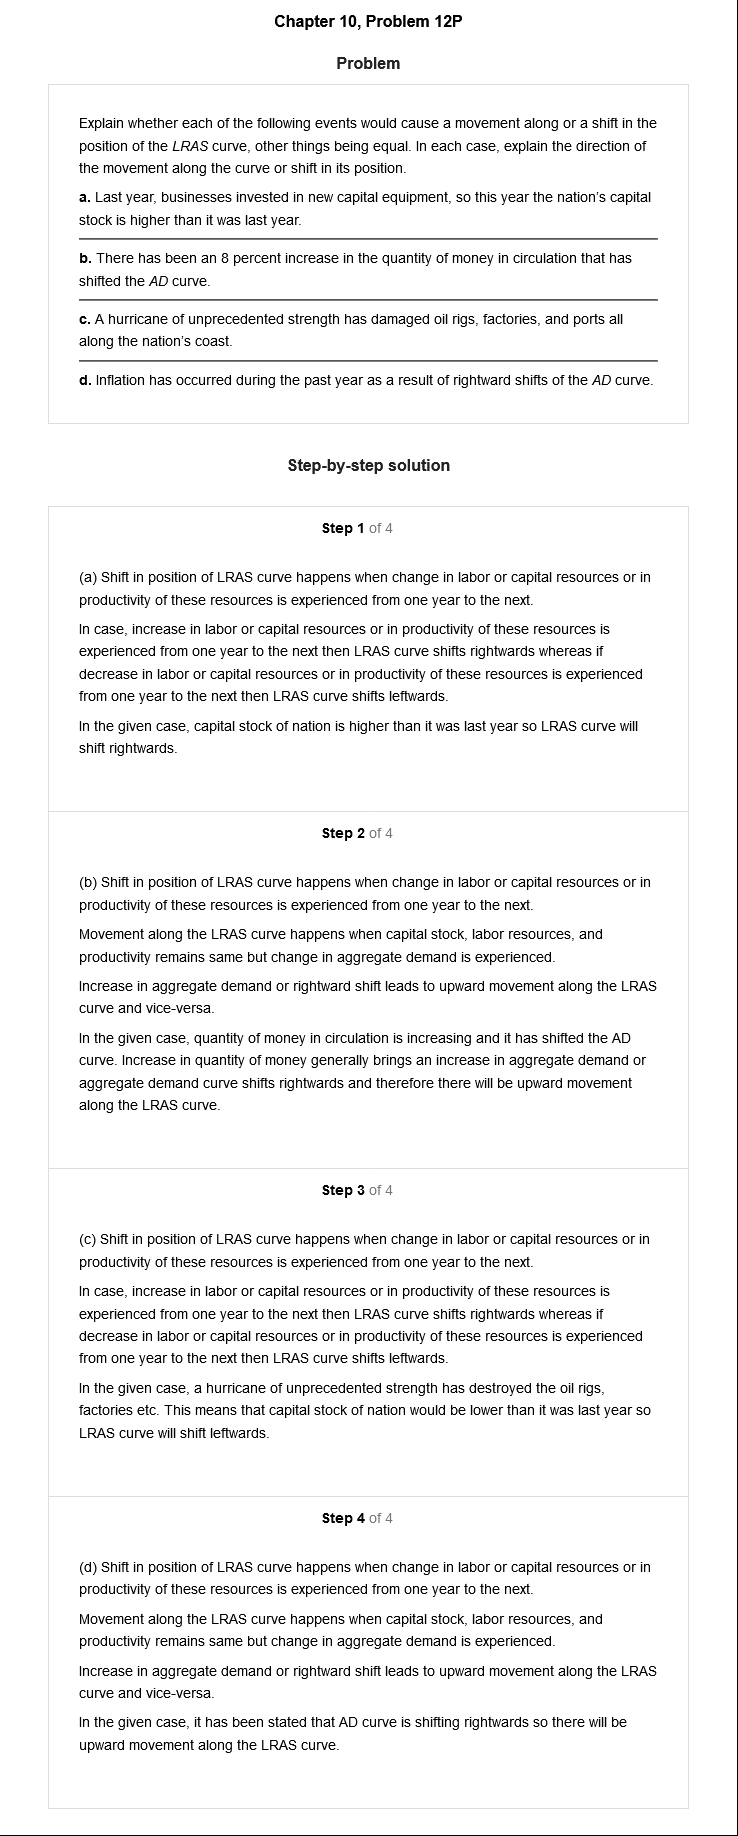 Chapter 10, Problem 12P
Problem
Explain whether each of the following events would cause a movement along or a shift in the
position of the LRAS curve, other things being equal. In each case, explain the direction of
the movement along the curve or shift in its position.
a. Last year, businesses invested in new capital equipment, so this year the nation's capital
stock is higher than it was last year.
b. There has been an 8 percent increase in the quantity of money in circulation that has
shifted the AD curve.
c. A hurricane of unprecedented strength has damaged oil rigs, factories, and ports all
along the nation's coast.
d. Inflation has occurred during the past year as a result of rightward shifts of the AD curve.
Step-by-step solution
Step 1 of 4
(a) Shift in position of LRAS curve happens when change in labor or capital resources or in
productivity of these resources is experienced from one year to the next.
In case, increase in labor or capital resources or in productivity of these resources is
experienced from one year to the next then LRAS curve shifts rightwards whereas if
decrease in labor or capital resources or in productivity of these resources is experienced
from one year to the next then LRAS curve shifts leftwards.
In the given case, capital stock of nation is higher than it was last year so LRAS curve will
shift rightwards.
Step 2 of 4
(b) Shift in position of LRAS curve happens when change in labor or capital resources or in
productivity of these resources is experienced from one year to the next.
Movement along the LRAS curve happens when capital stock, labor resources, and
productivity remains same but change in aggregate demand is experienced.
Increase in aggregate demand or rightward shift leads to upward movement along the LRAS
curve and vice-versa.
In the given case, quantity of money in circulation is increasing and it has shifted the AD
curve. Increase in quantity of money generally brings an increase in aggregate demand or
aggregate demand curve shifts rightwards and therefore there will be upward movement
along the LRAS curve.
Step 3 of 4
(c) Shift in position of LRAS curve happens when change in labor or capital resources or in
productivity of these resources is experienced from one year to the next.
In case, increase in labor or capital resources or in productivity of these resources is
experienced from one year to the next then LRAS curve shifts rightwards whereas if
decrease in labor or capital resources or in productivity of these resources is experienced
from one year to the next then LRAS curve shifts leftwards.
In the given case, a hurricane of unprecedented strength has destroyed the oil rigs,
factories etc. This means that capital stock of nation would be lower than it was last year so
LRAS curve will shift leftwards.
Step 4 of 4
(d) Shift in position of LRAS curve happens when change in labor or capital resources or in
productivity of these resources is experienced from one year to the next.
Movement along the LRAS curve happens when capital stock, labor resources, and
productivity remains same but change in aggregate demand is experienced.
Increase in aggregate demand or rightward shift leads to upward movement along the LRAS
curve and vice-versa.
In the given case, it has been stated that AD curve is shifting rightwards so there will be
upward movement along the LRAS curve.